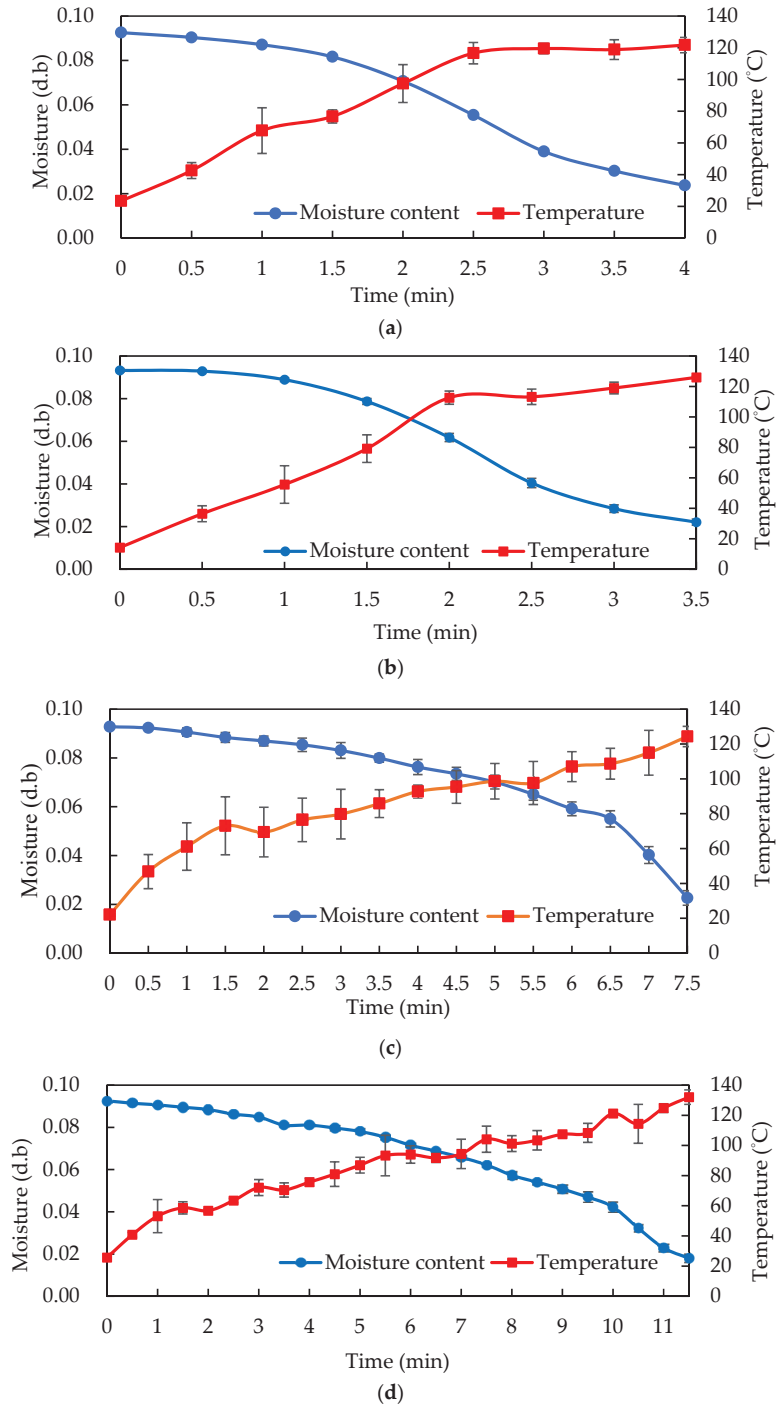 0.10 140
0.08 120
0.06 100
0.04 80
0.02 60
0.00 40
20
0
Moisture (d.b)
Temperature (˚C)
Moisture content Temperature
0 0.5 1 1.5 2 2.5 3 3.5 4
Time (min)
(a)
0.10 140
0.08 120
0.06 100
0.04 80
0.02 60
0.00 40
20
0
Moisture (d.b)
Temperature (˚C)
Moisture content Temperature
0 0.5 1 1.5 2 2.5 3 3.5
Time (min)
(b)
0.10 140
0.08 120
0.06 100
0.04 80
0.02 60
0.00 40
20
0
Moisture (d.b)
Temperature (˚C)
Moisture content Temperature
0 0.5 1 1.5 2 2.5 3 3.5 4 4.5 5 5.5 6 6.5 7 7.5
Time (min)
(c)
0.10 140
0.08 120
0.06 100
0.04 80
0.02 60
0.00 40
20
0
Moisture (d.b)
Temperature (˚C)
Moisture content Temperature
0 1 2 3 4 5 6 7 8 9 10 11
Time (min)
(d)